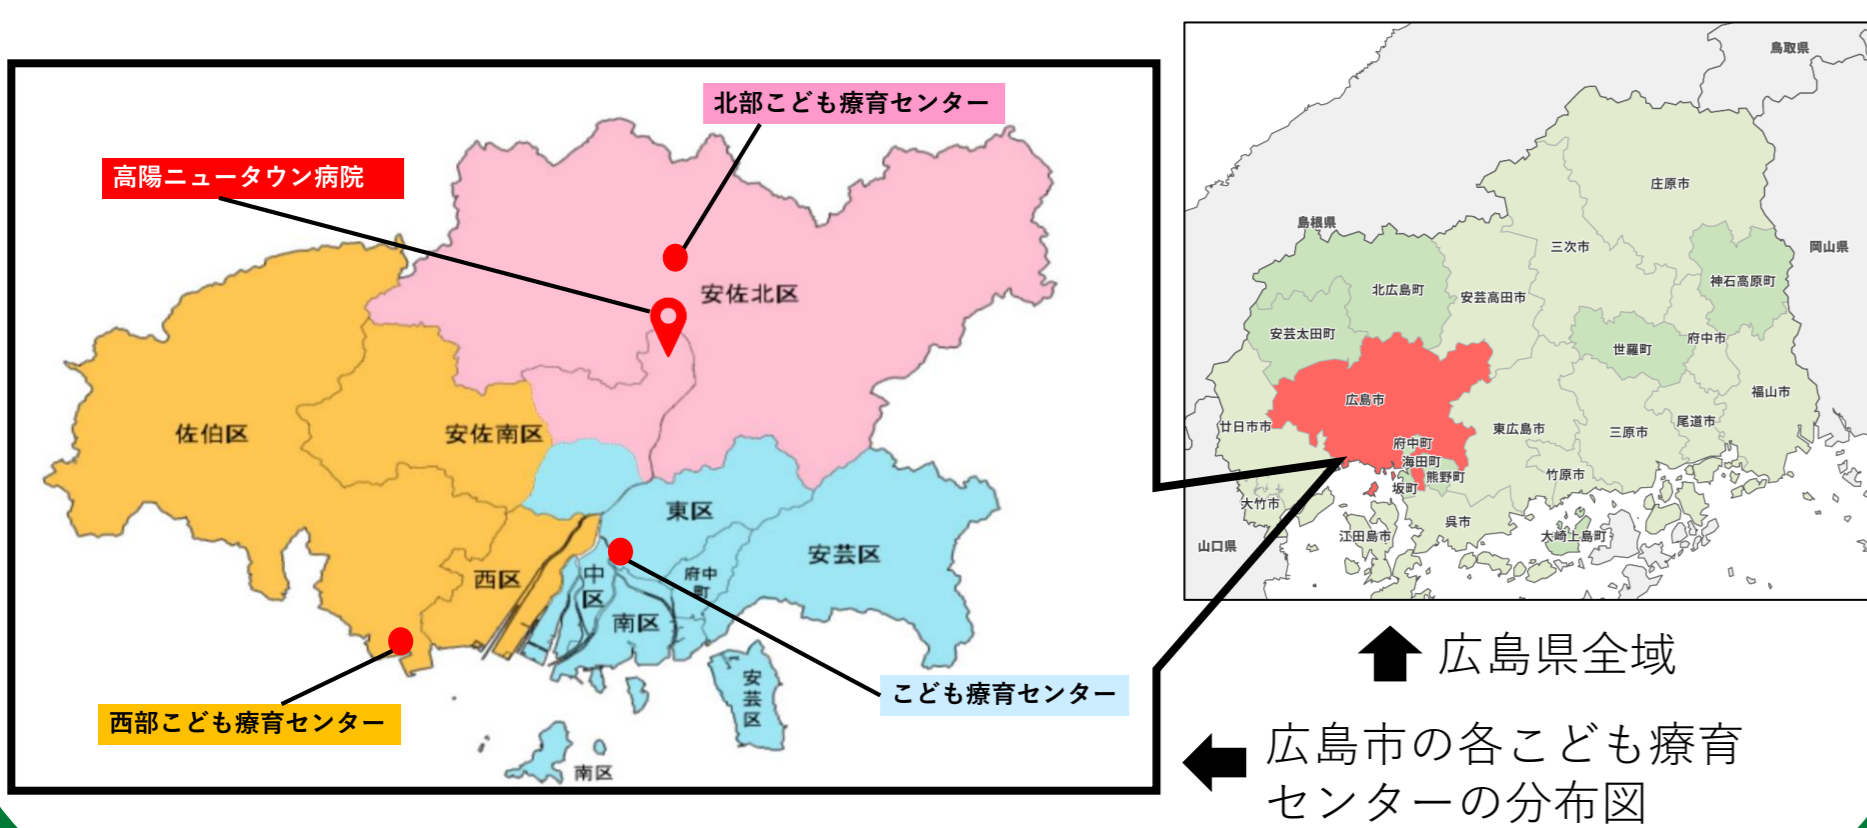 北部こども療育センター
高陽ニュータウン病院
安佐北区
佐伯区
安佐南区
東区
安芸区
西区
中
区
府中
町
南区
安
芸
区
西部こども療育センター
こども療育センター
南区
鳥取県
庄原市
島根県
三次市
岡山県
神石高原町
北広島町
安芸高田市
安芸太田町
府中市
世羅町
福山市
広島市
廿日市市
尾道市
東広島市
三原市
府中町
海田町
熊野町
竹原市
坂町
大竹市
呉市
江田島市
大崎上島町
山口県
広島県全域
広島市の各こども療育
センターの分布図